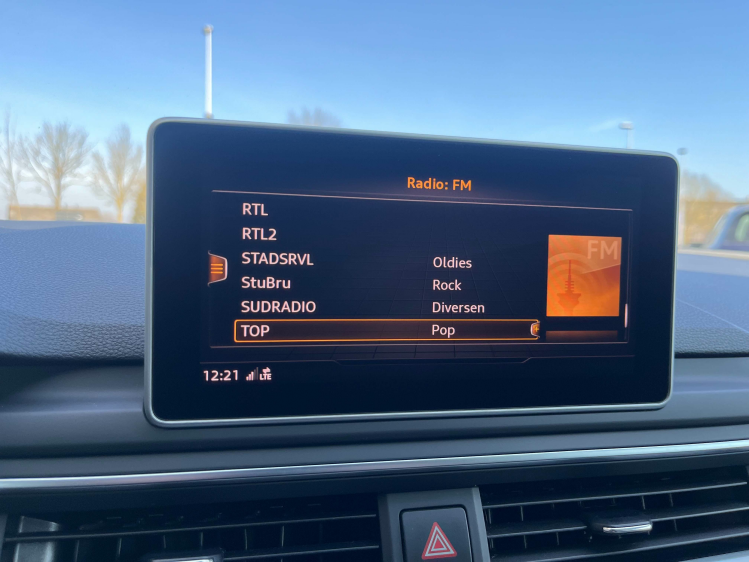 Radio: FM
RTL
RTL2
STADSRVL Oldies
StuBru Rock
SUDRADIO Diversen
TOP Pop
FM
12:21 LTE